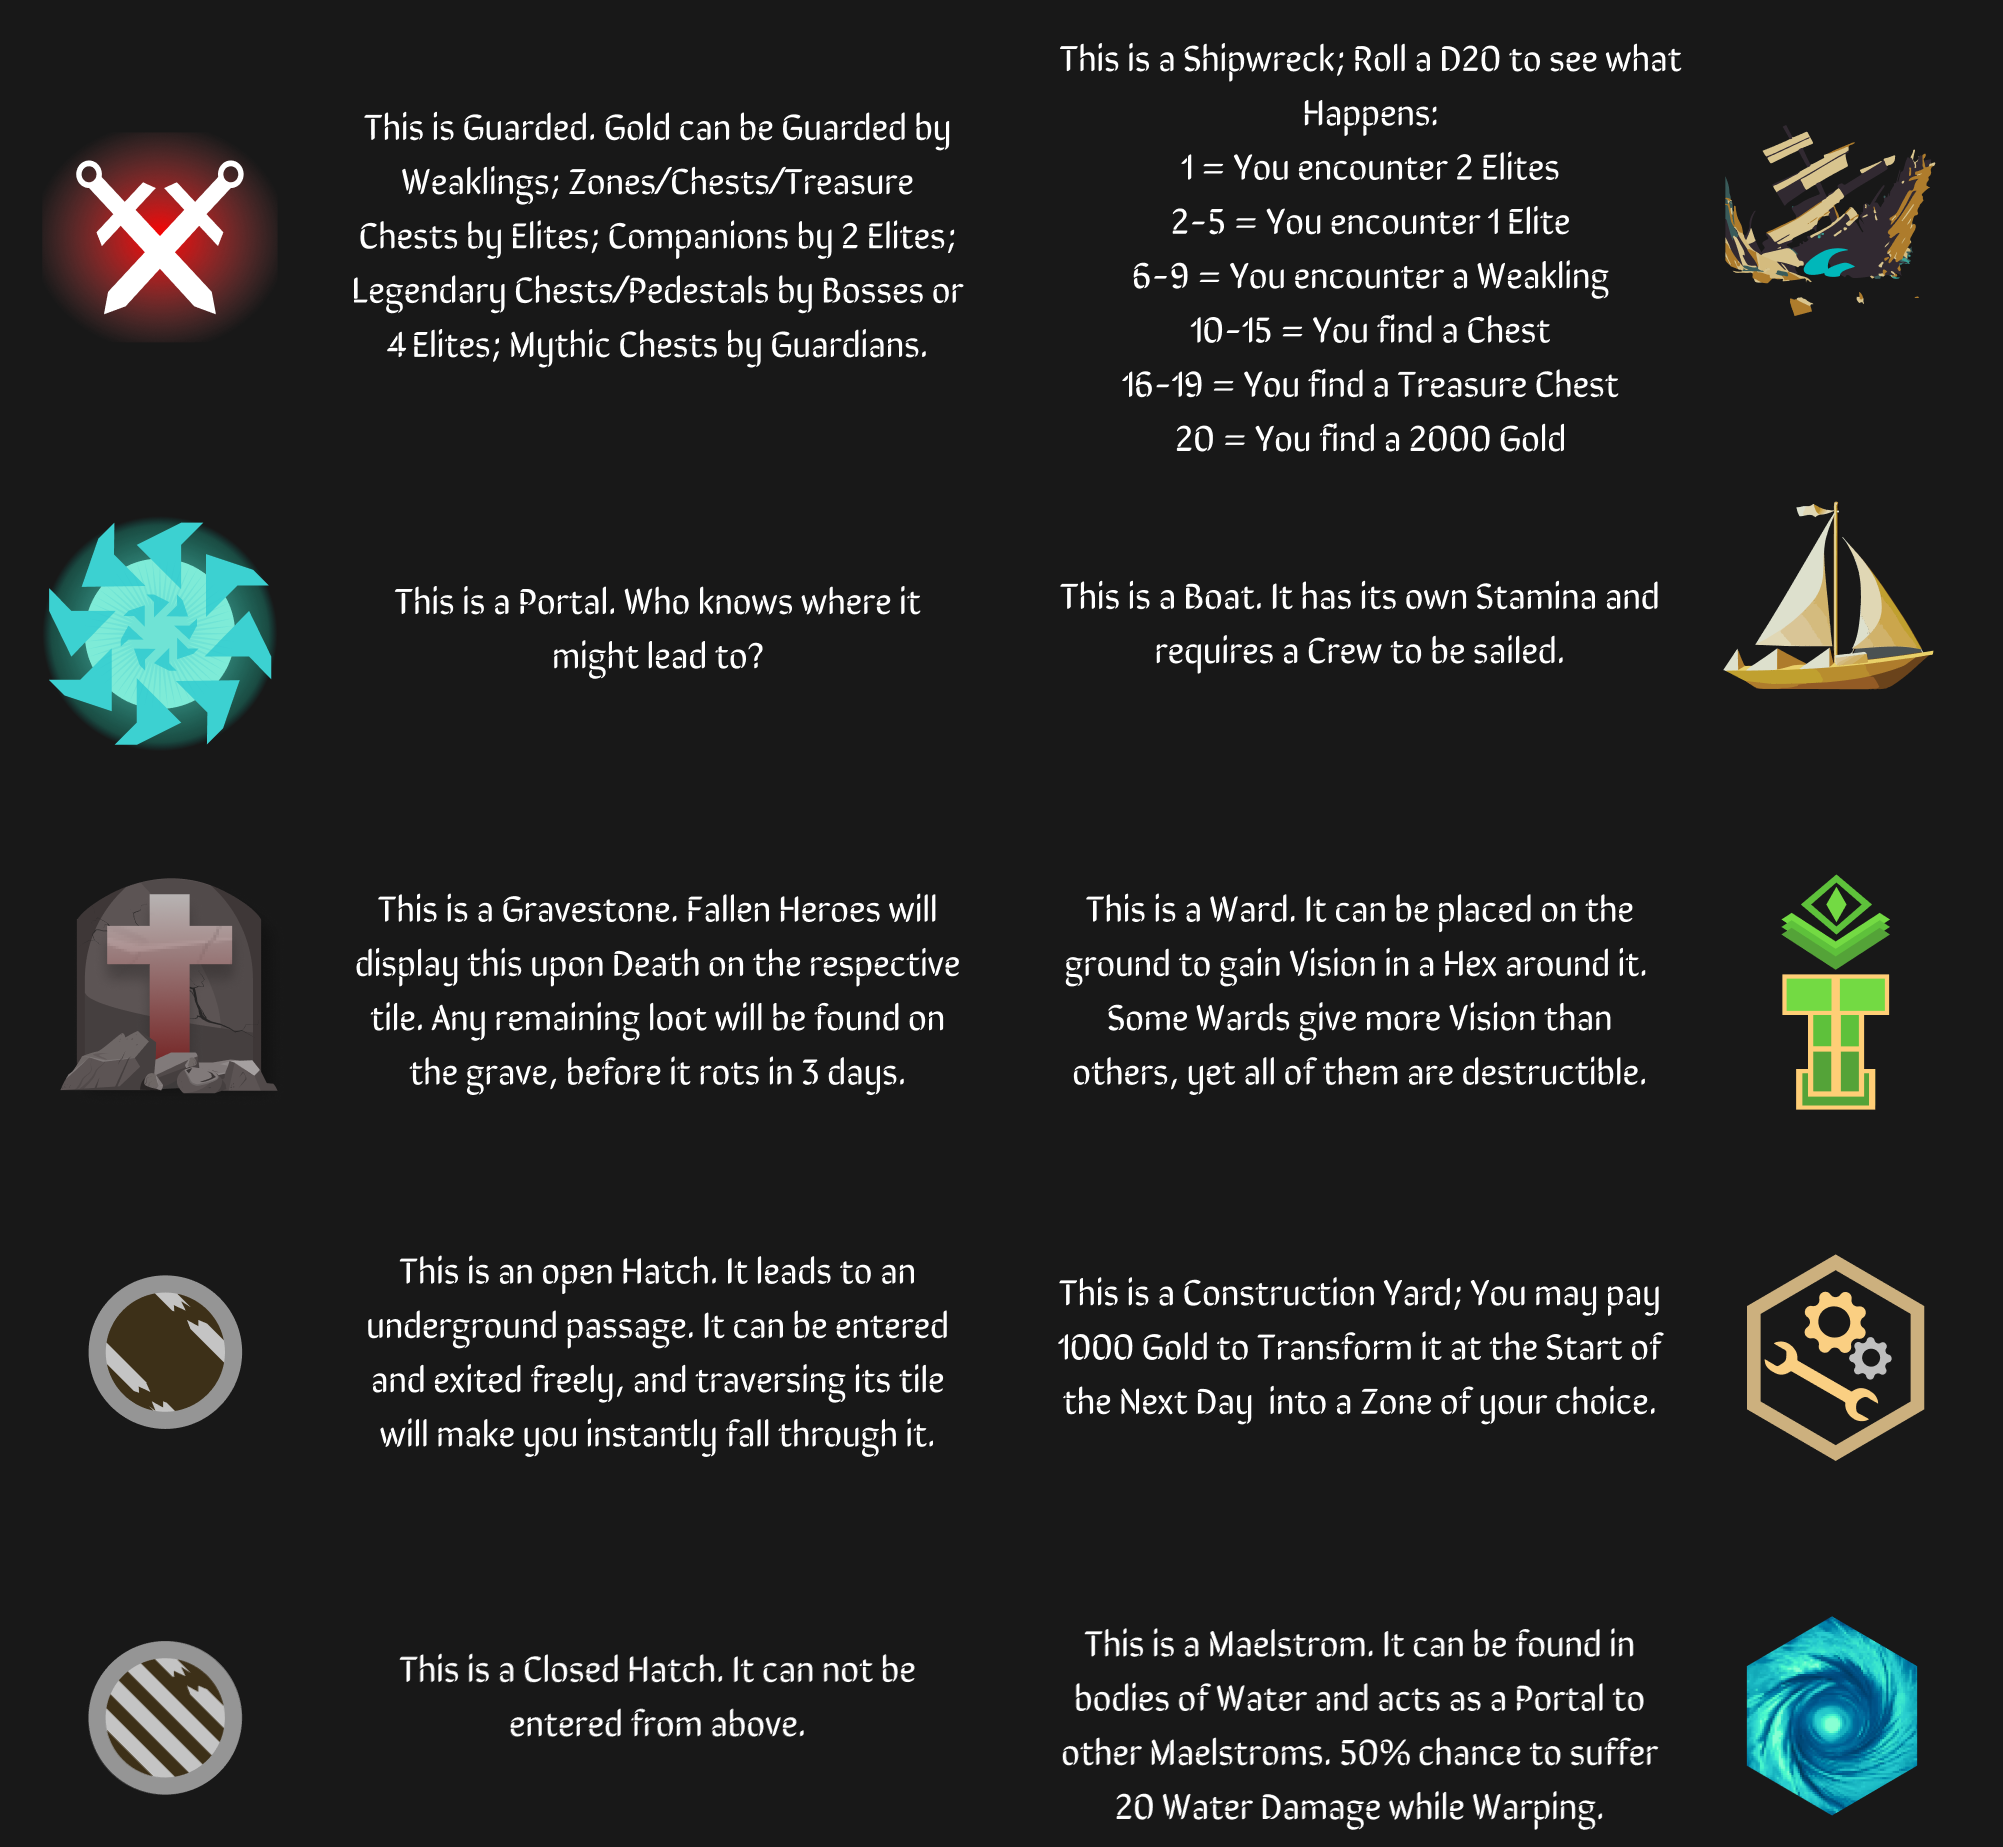 This is Guarded. Gold can be Guarded by
Weaklings; Zones/Chests/Treasure
Chests by Elites; Companions by 2 Elites;
Legendary Chests/Pedestals by Bosses or
4 Elites; Mythic Chests by Guardians.
This is a Shipwreck; Roll a D20 to see what
Happens:
1 = You encounter 2 Elites
2-5 = You encounter 1 Elite
6-9 = You encounter a Weakling
10-15 = You find a Chest
16-19 = You find a Treasure Chest
20 = You find a 2000 Gold
This is a Portal. Who knows where it
might lead to?
This is a Boat. It has its own Stamina and
requires a Crew to be sailed.
This is a Gravestone. Fallen Heroes will
display this upon Death on the respective
tile. Any remaining loot will be found on
the grave, before it rots in 3 days.
This is a Ward. It can be placed on the
ground to gain Vision in a Hex around it.
Some Wards give more Vision than
others, yet all of them are destructible.
This is an open Hatch. It leads to an
underground passage. It can be entered
and exited freely, and traversing its tile
will make you instantly fall through it.
This is a Construction Yard; You may pay
1000 Gold to Transform it at the Start of
the Next Day  into a Zone of your choice.
This is a Closed Hatch. It can not be
entered from above.
This is a Maelstrom. It can be found in
bodies of Water and acts as a Portal to
other Maelstroms. 50% chance to suffer
20 Water Damage while Warping.